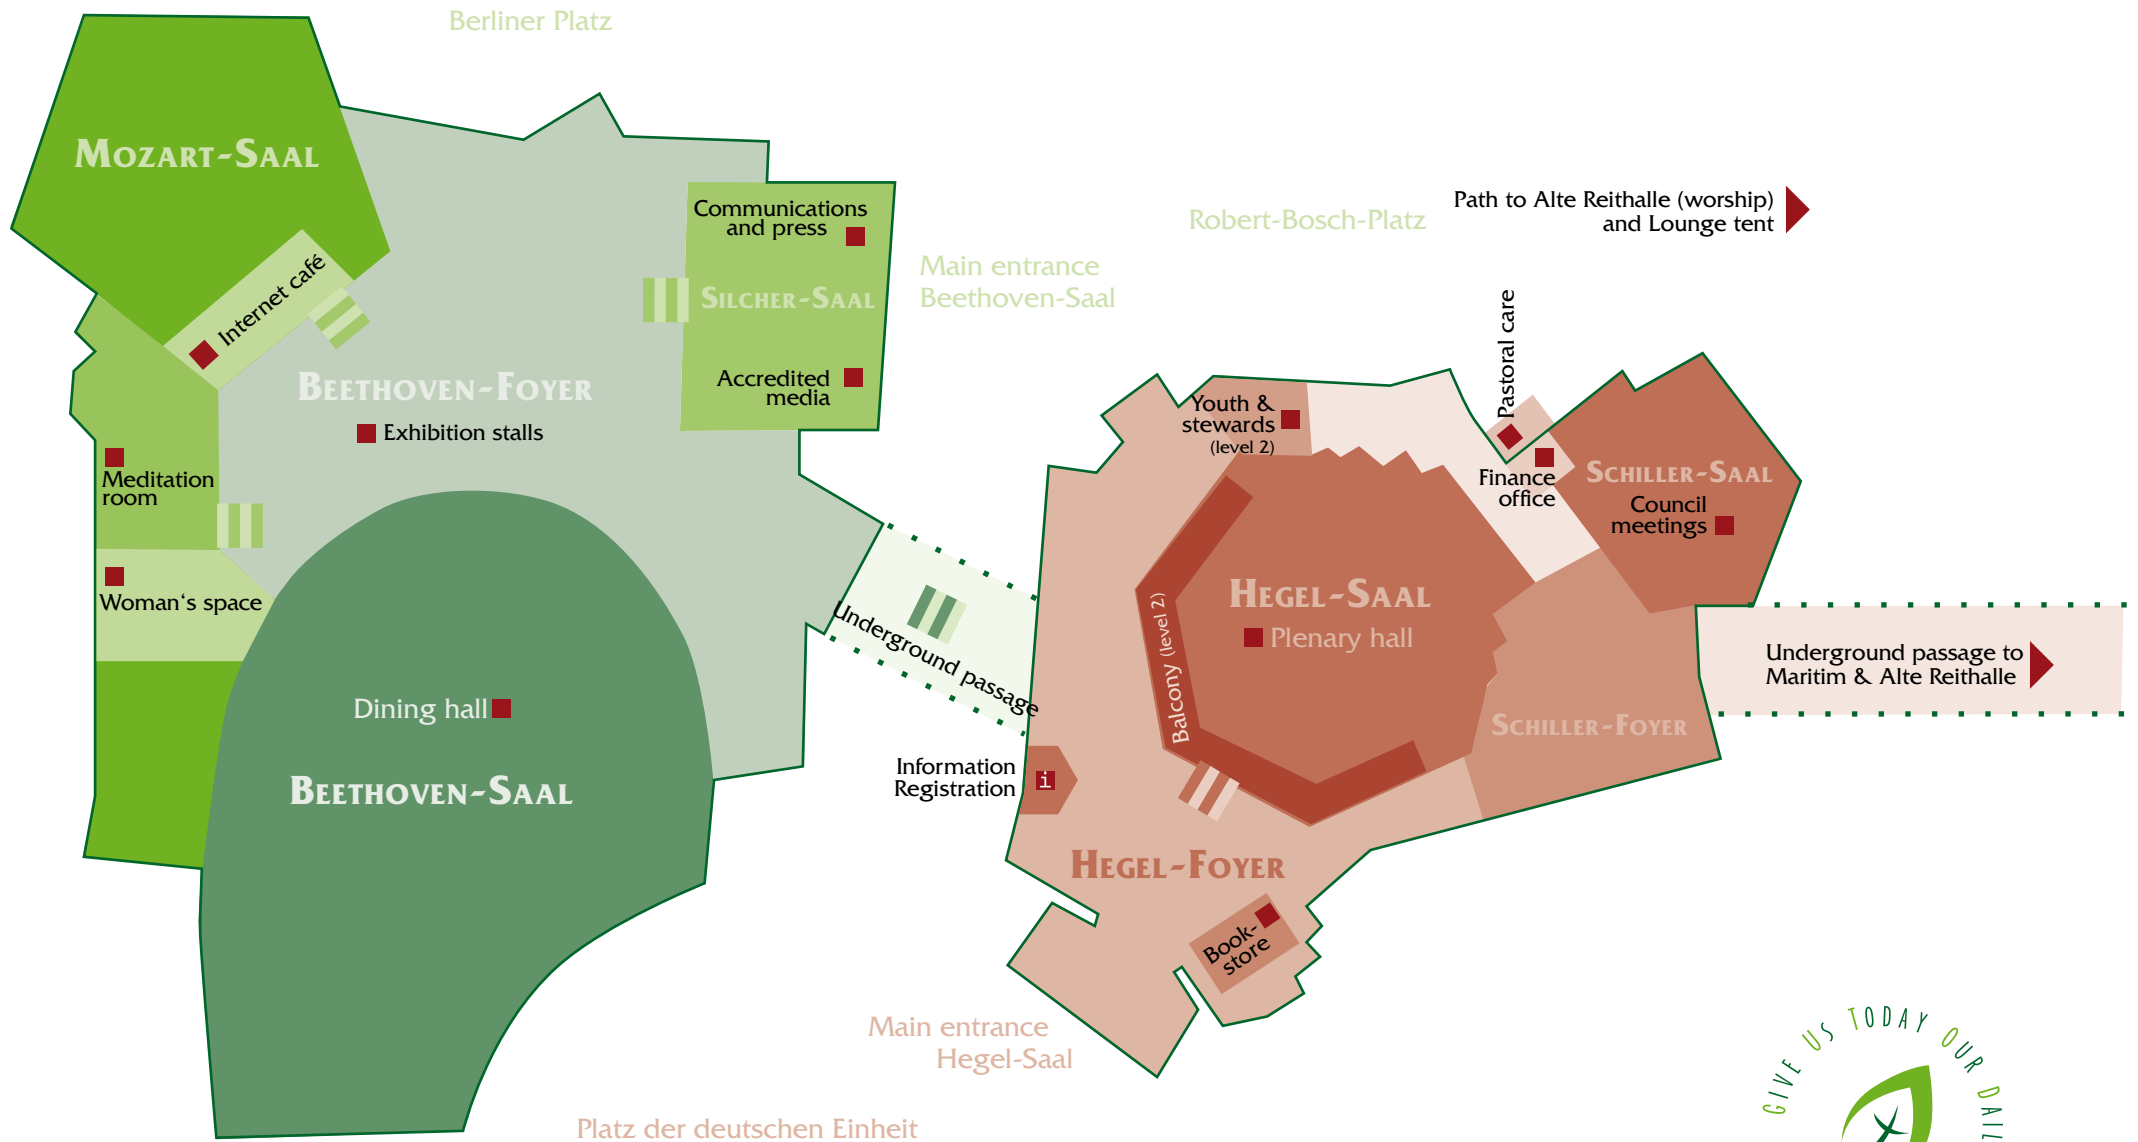 Berliner Platz
Mozart-Saal
Internet café
Communications
and press
Silcher-Saal
Accredited
media
Main entrance
Beethoven-Saal
Robert-Bosch-Platz
Path to Alte Reithalle (worship)
and Lounge tent
Beethoven-Foyer
Exhibition stalls
Meditation
room
Woman‘s space
Dining hall
Beethoven-Saal
Underground passage
Youth &
stewards
(level 2)
Pastoral care
Finance
office
Schiller-Saal
Council
meetings
Hegel-Saal
Plenary hall
Balcony (level 2)
Schiller-Foyer
Underground passage to
Maritim & Alte Reithalle
Information
Registration
i
Hegel-Foyer
Book-
store
Main entrance
Hegel-Saal
Platz der deutschen Einheit
Give Us Today Our Dail